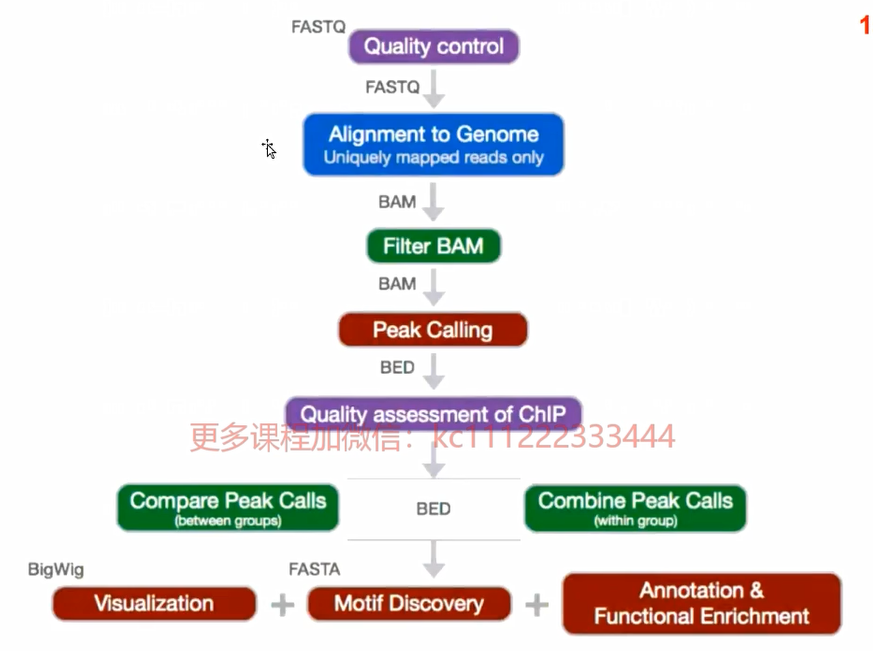 1
FASTQ
Quality control
FASTQ
Alignment to Genome
Uniquely mapped reads only
BAM
Filter BAM
BAM
Peak Calling
BED
Quality assessment of ChIP
更多课程加微信：kc111222333444
Compare Peak Calls
(between groups)
BED
Combine Peak Calls
(within group)
BigWig
Visualization
+
FASTA
Motif Discovery
+
Annotation &
Functional Enrichment